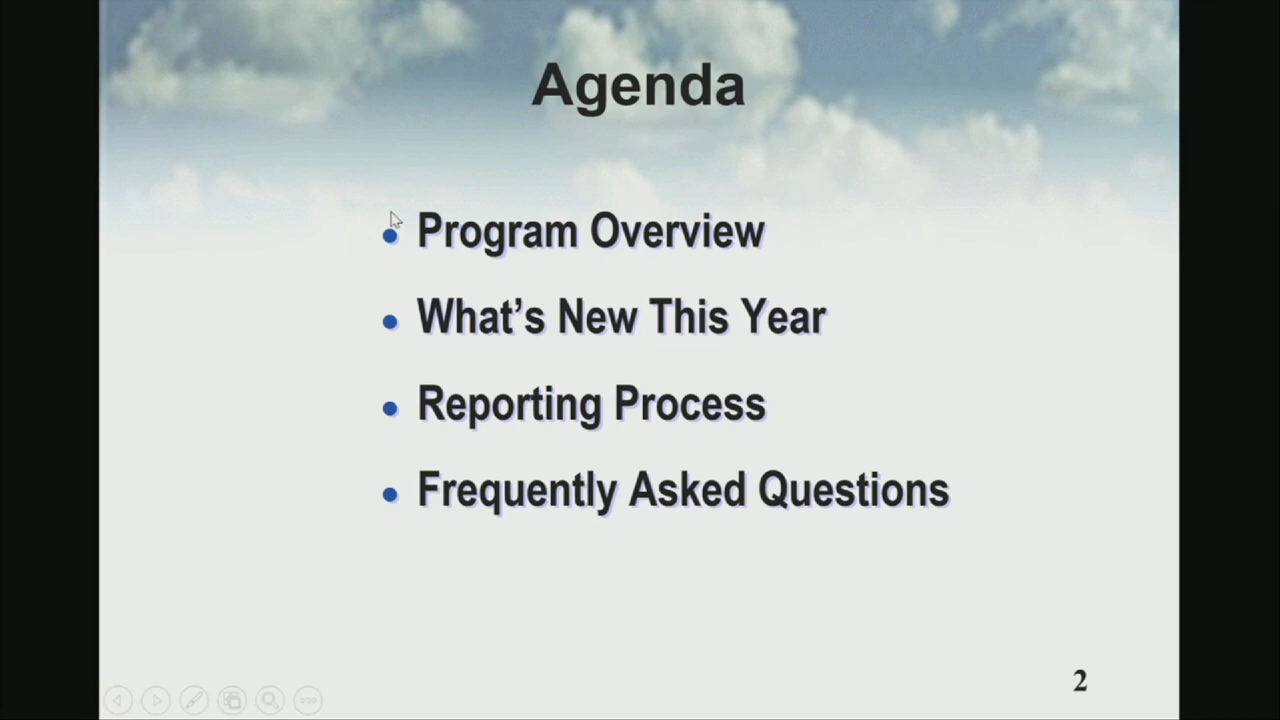 Agenda
Program Overview
What’s New This Year
Reporting Process
Frequently Asked Questions
2